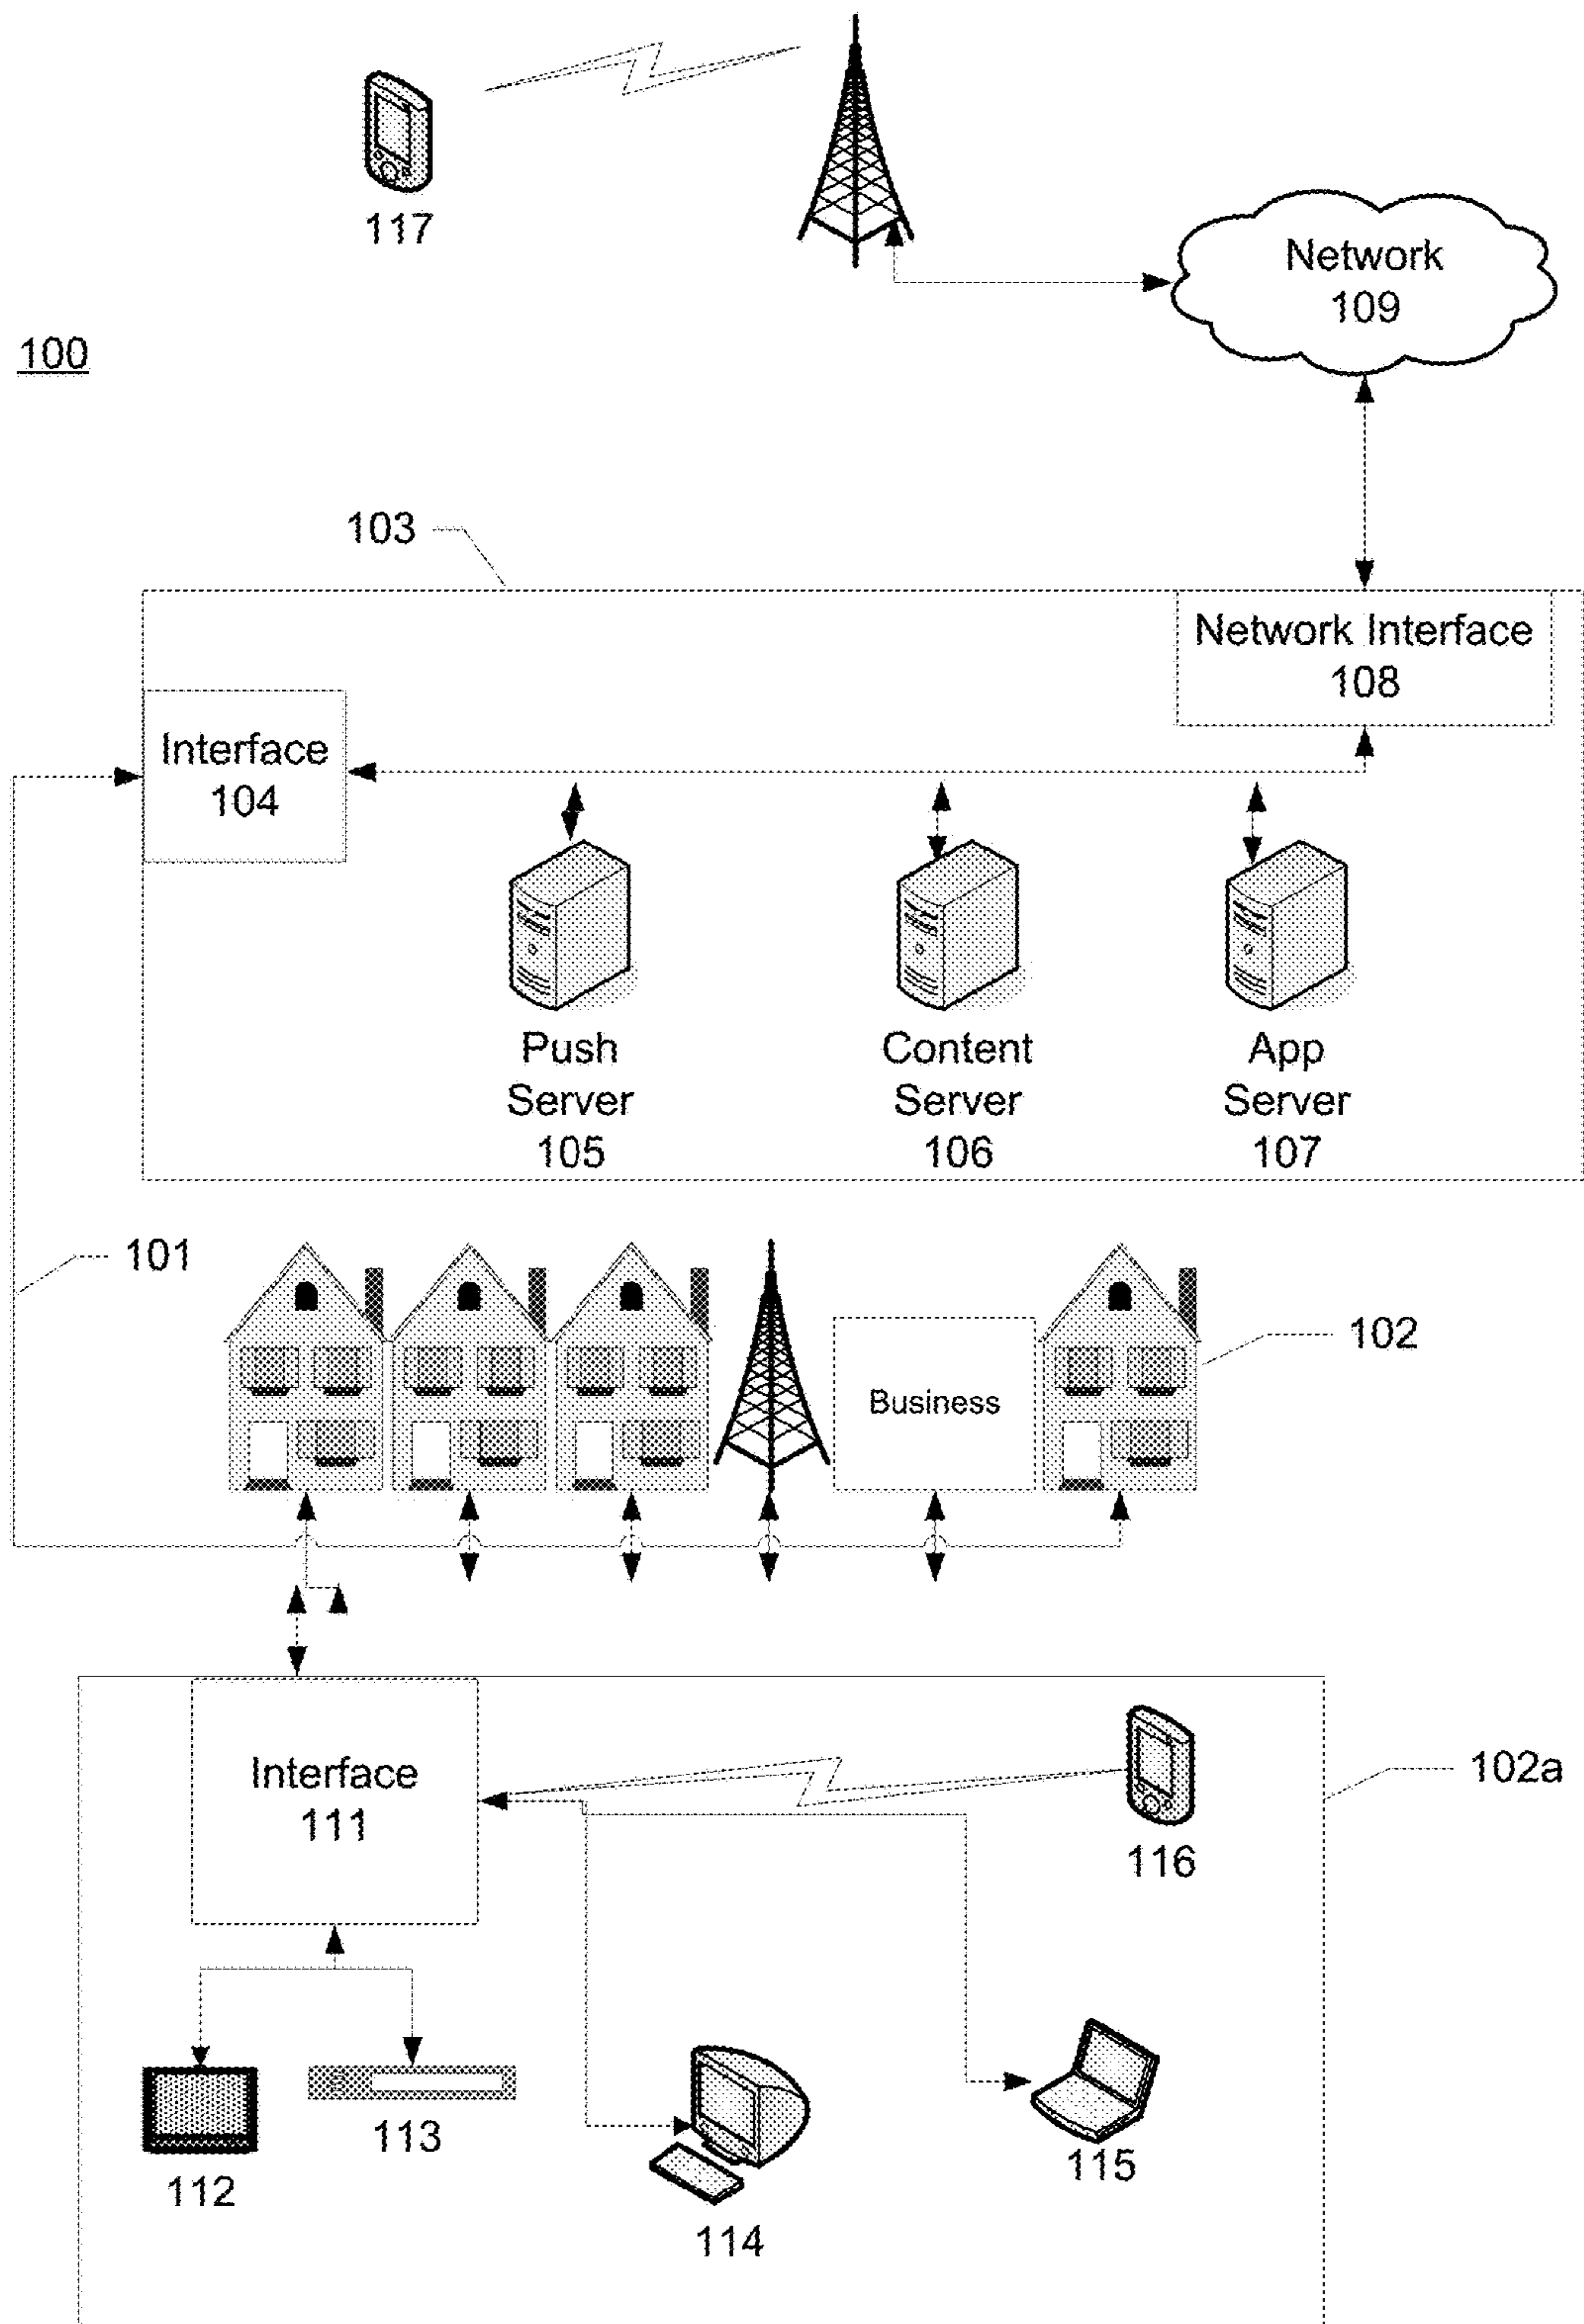 117
Network
109
100
103
Network Interface
108
Interface
104
Push
Server
105
Content
Server
106
App
Server
107
101
102
Business
102a
Interface
111
116
112
113
114
115